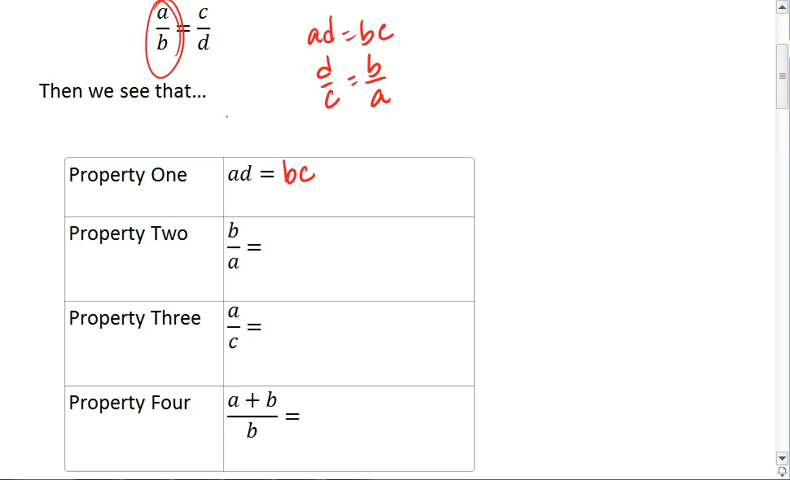 a/b = c/d
ad = bc
d/c = b/a
Then we see that...
Property One ad = bc
Property Two b/a =
Property Three a/c =
Property Four (a + b)/b =